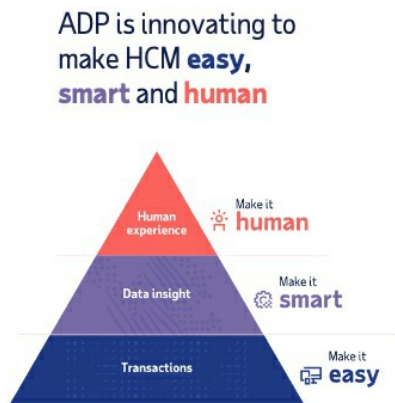 ADP is innovating to
make HCM easy,
smart and human
Human
experience
Make it
human
Data insight
Make it
smart
Transactions
Make it
easy